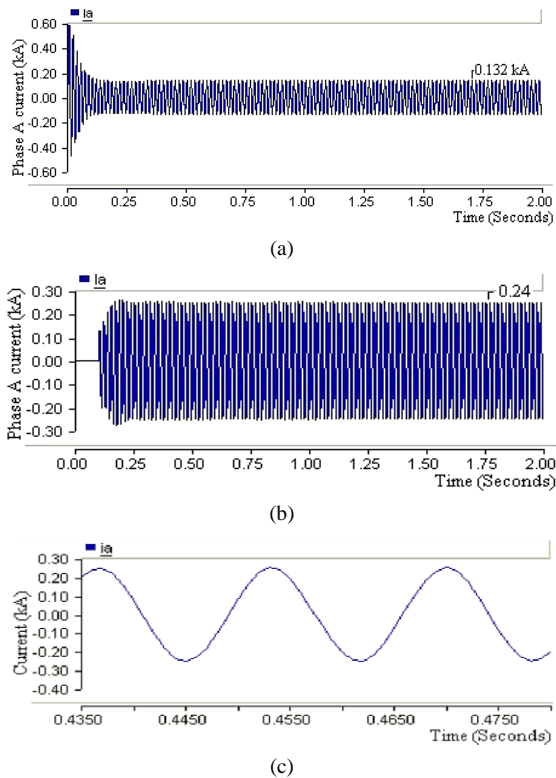 Ia
Phase A current (kA)
0.60
0.40
0.20
0.00
-0.20
-0.40
-0.60
0.132 kA
0.00 0.25 0.50 0.75 1.00 1.25 1.50 1.75 2.00
Time (Seconds)
(a)
Ia
Phase A current (kA)
0.30
0.20
0.10
0.00
-0.10
-0.20
-0.30
0.24
0.00 0.25 0.50 0.75 1.00 1.25 1.50 1.75 2.00
Time (Seconds)
(b)
ia
Current (kA)
0.30
0.20
0.10
0.00
-0.10
-0.20
-0.30
-0.40
0.4350 0.4450 0.4550 0.4650 0.4750
Time (Seconds)
(c)